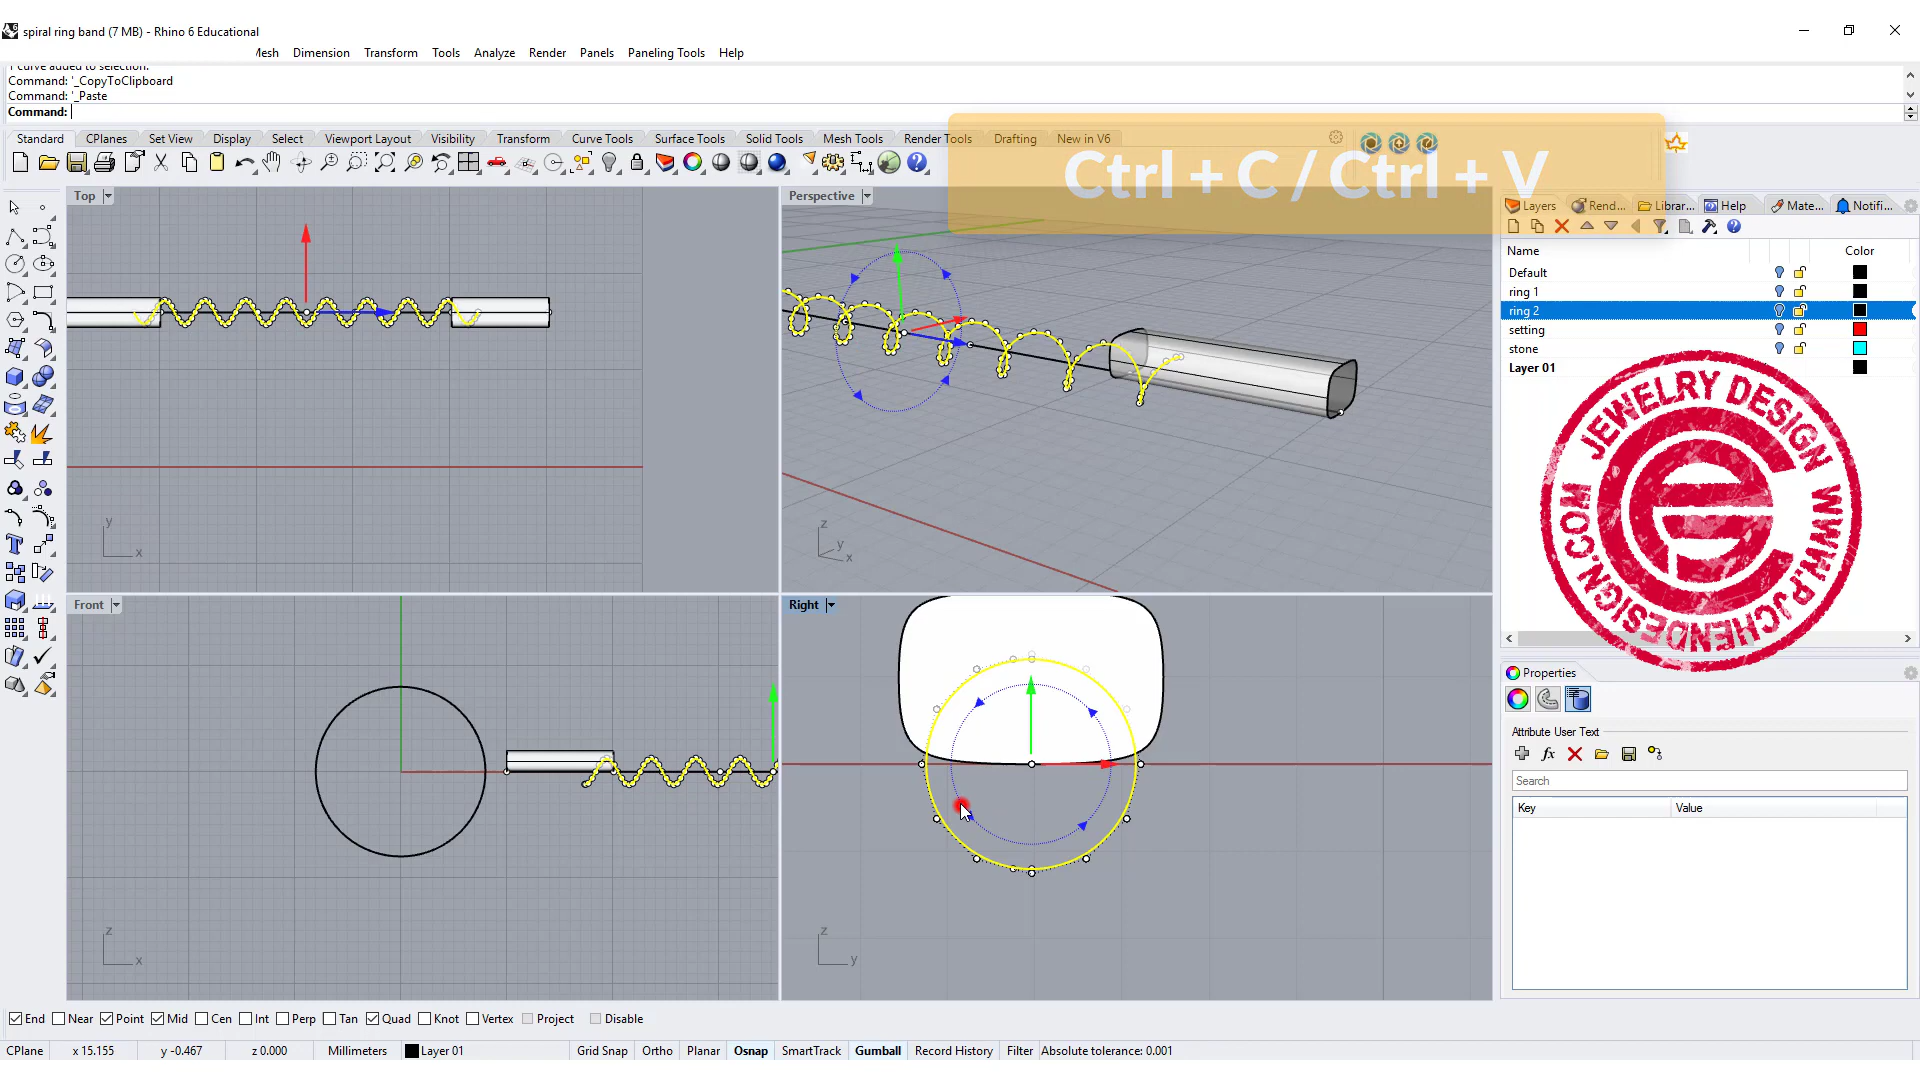 spiral ring band (7 MB) - Rhino 6 Educational
Mesh Dimension Transform Tools Analyze Render Panels Paneling Tools Help
1 curve added to selection.
Command: '_CopyToClipboard
Command: '_Paste
Command:
Standard CPlanes Set View Display Select Viewport Layout Visibility Transform Curve Tools Surface Tools Solid Tools Mesh Tools Render Tools Drafting New in V6
Ctrl + C / Ctrl + V
Top
Perspective
Layers Rend... Librar... Help Mate... Notifi...
Name Color
Default
ring 1
ring 2
setting
stone
Layer 01
JEWELRY DESIGN
WWW.PJCHENDESIGN.COM
y
x
z
y
x
Front
Right
Properties
Attribute User Text
Search
Key Value
z
x
z
y
End Near Point Mid Cen Int Perp Tan Quad Knot Vertex Project Disable
CPlane x 15.155 y -0.467 z 0.000 Millimeters Layer 01 Grid Snap Ortho Planar Osnap SmartTrack Gumball Record History Filter Absolute tolerance: 0.001